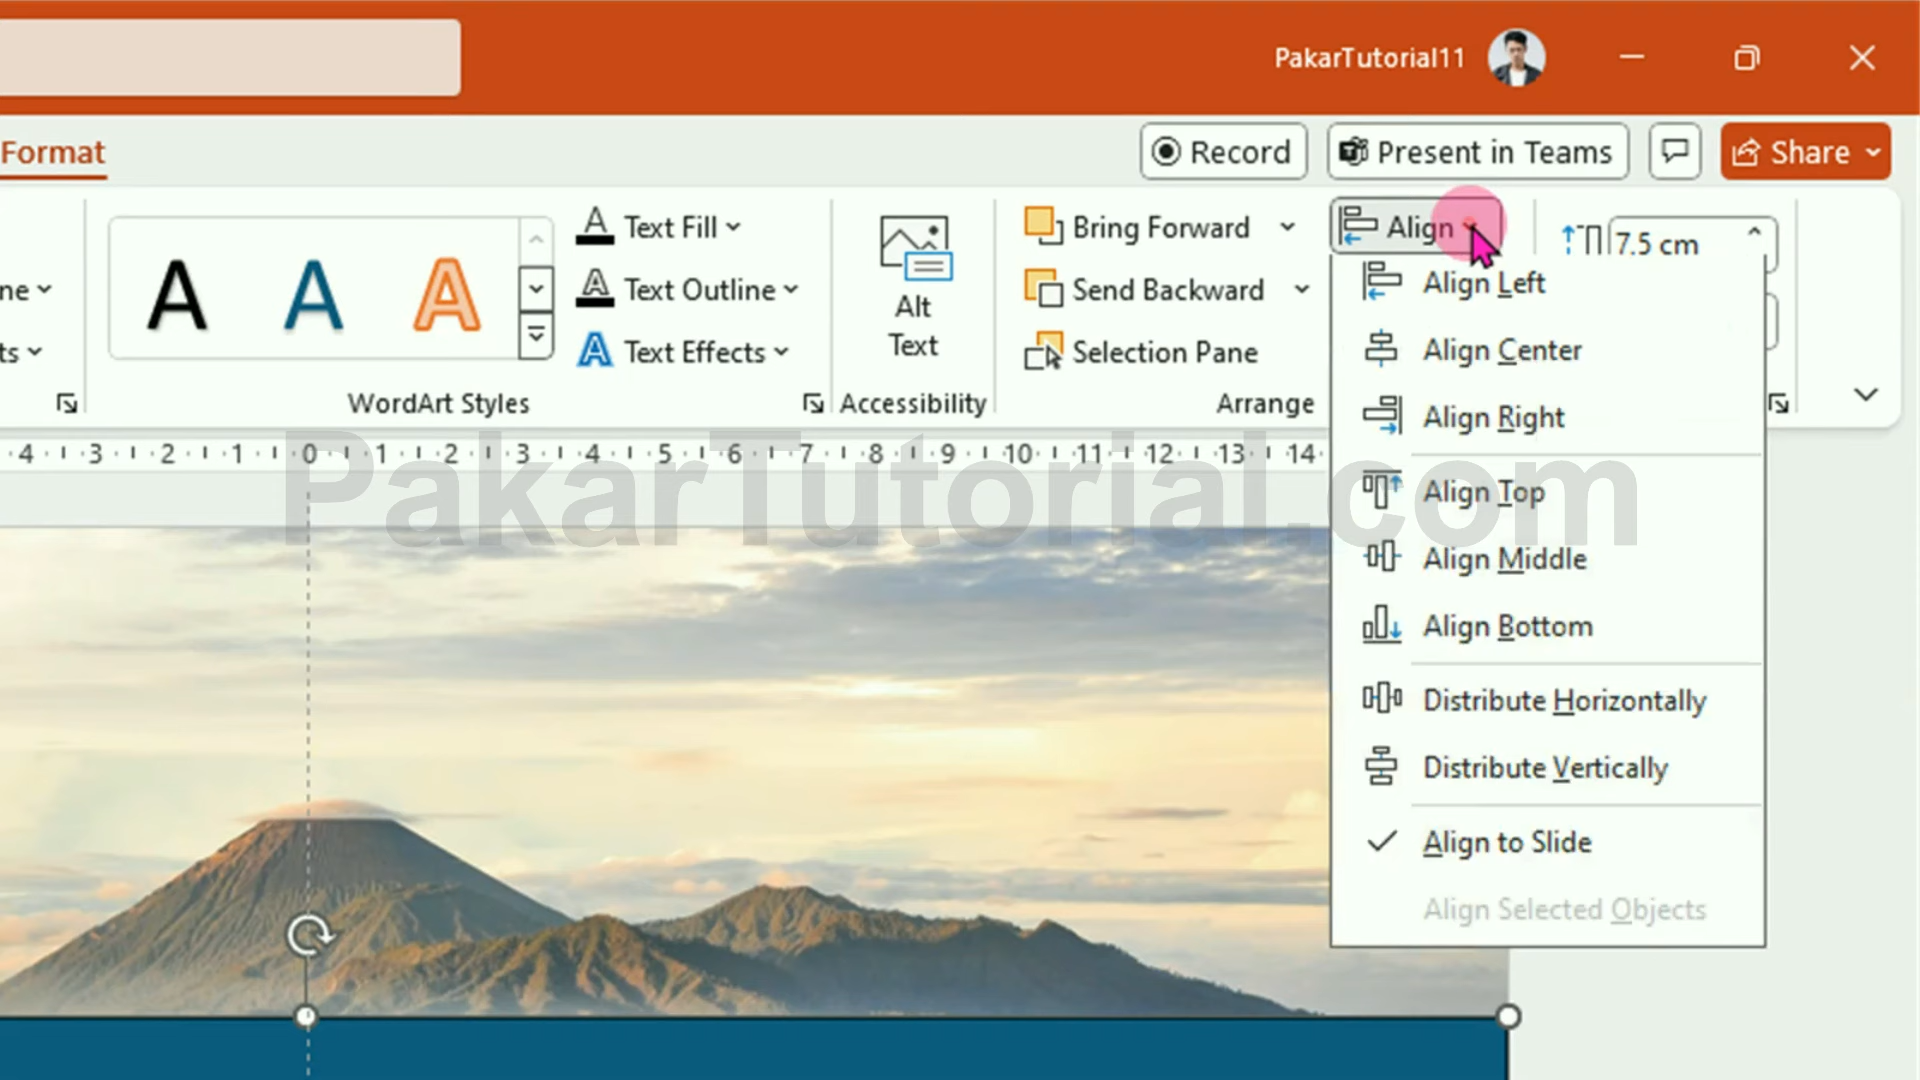 PakarTutorial11
Format
Record
Present in Teams
Share
A A A
Text Fill
Text Outline
Text Effects
WordArt Styles
Alt
Text
Accessibility
Bring Forward
Send Backward
Selection Pane
Arrange
Align
7.5 cm
Align Left
Align Center
Align Right
Align Top
Align Middle
Align Bottom
Distribute Horizontally
Distribute Vertically
Align to Slide
Align Selected Objects
4 3 2 1 0 1 2 3 4 5 6 7 8 9 10 11 12 13 14
PakarTutorial.com